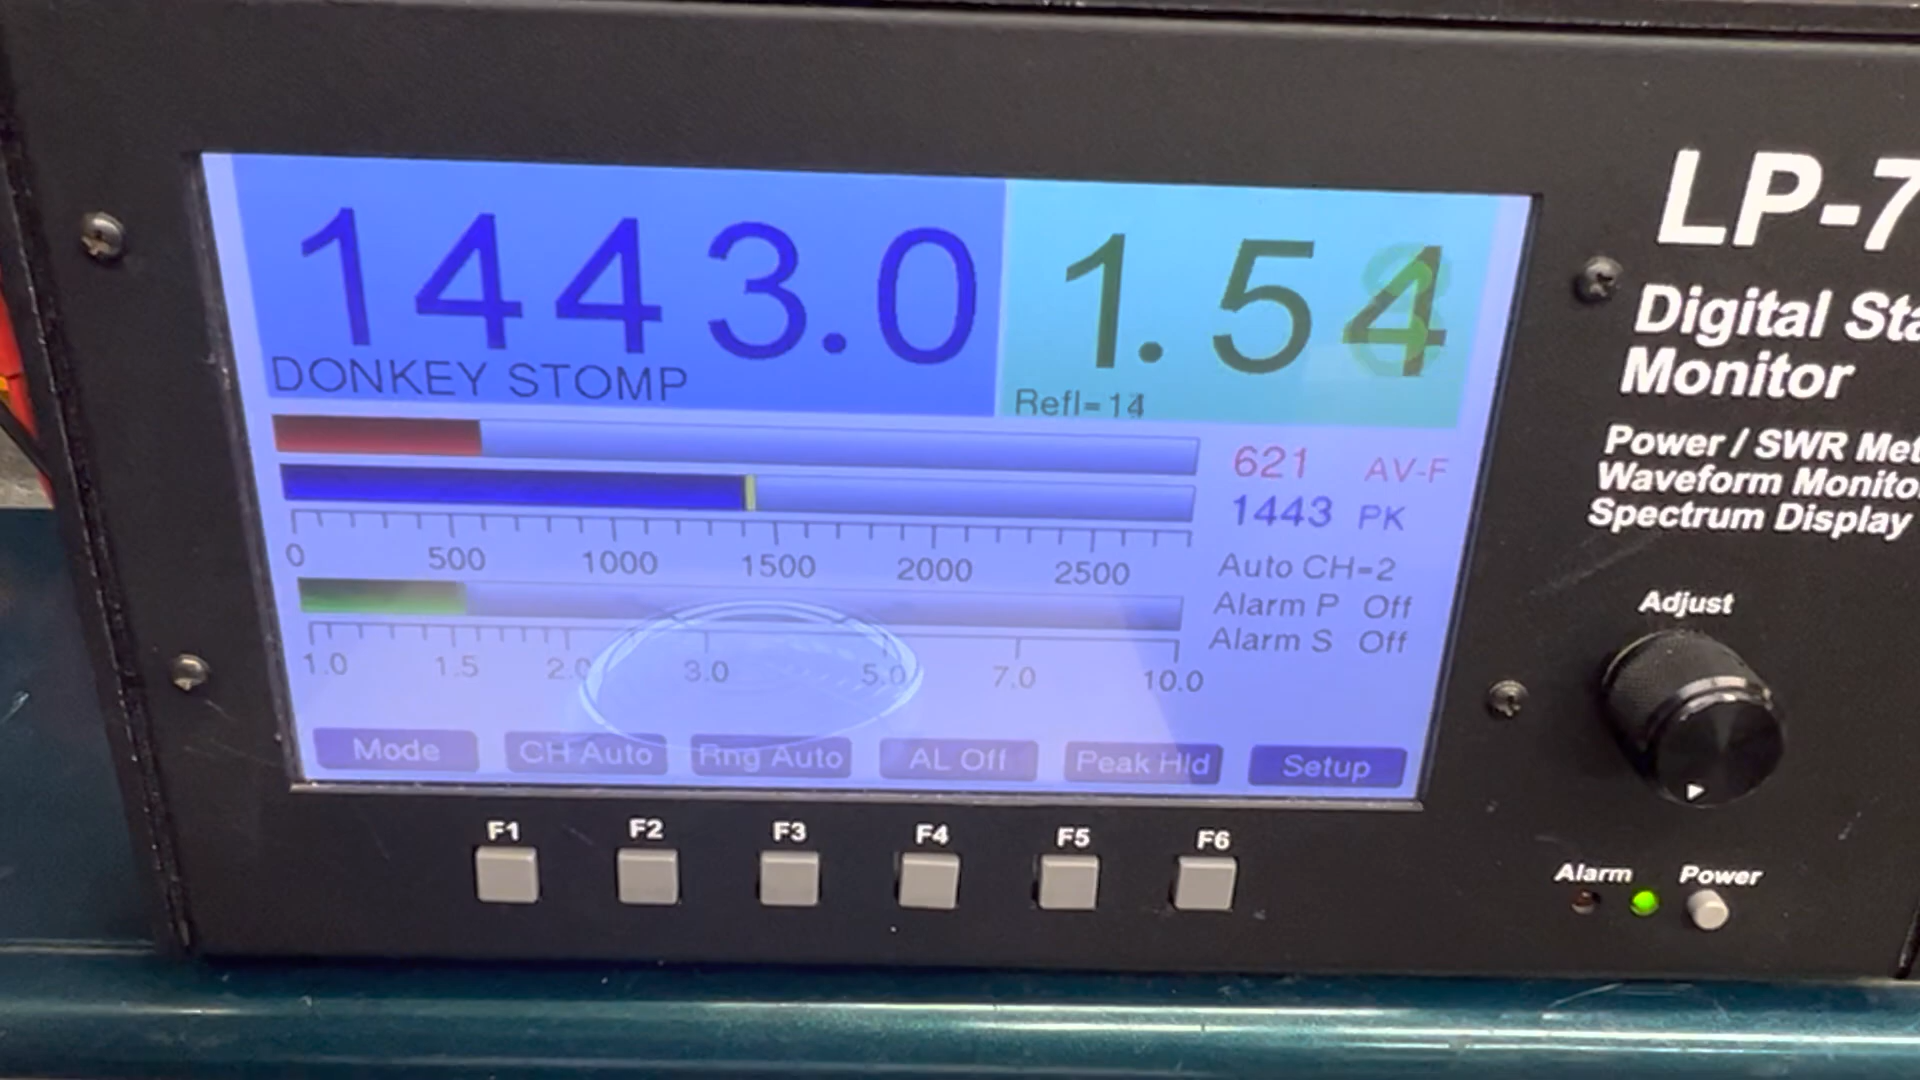 1443.0
1.54
DONKEY STOMP
Refl=14
621 AV-F
1443 PK
0 500 1000 1500 2000 2500
Auto CH=2
Alarm P Off
Alarm S Off
1.0 1.5 2.0 3.0 5.0 7.0 10.0
Mode CH Auto Rng Auto AL Off Peak Hld Setup
F1 F2 F3 F4 F5 F6
LP-7
Digital Sta
Monitor
Power / SWR Met
Waveform Monito
Spectrum Display
Adjust
Alarm Power